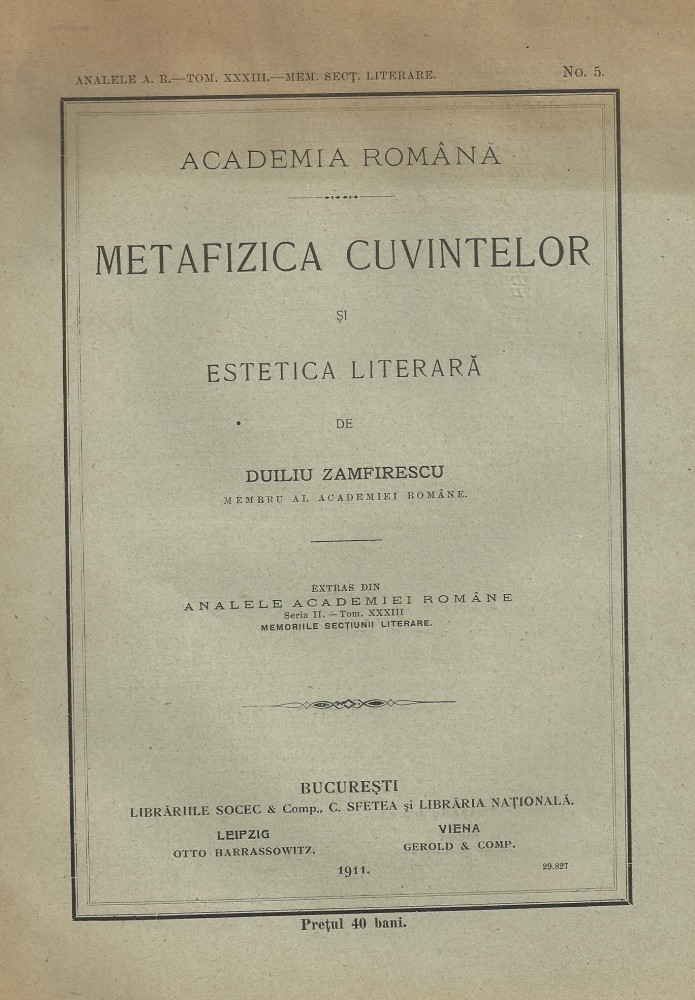 ANALELE A. R.—TOM. XXXIII.—MEM. SECŢ. LITERARE. No. 5.
ACADEMIA ROMÂNĂ
METAFIZICA CUVINTELOR
ŞI
ESTETICA LITERARĂ
DE
DUILIU ZAMFIRESCU
MEMBRU AL ACADEMIEI ROMÂNE.
EXTRAS DIN
ANALELE ACADEMIEI ROMÂNE
Seria II. — Tom. XXXIII
MEMORIILE SECŢIUNII LITERARE.
BUCUREŞTI
LIBRĂRIILE SOCEC & Comp., C. SFETEA şi LIBRĂRIA NAŢIONALĂ.
LEIPZIG VIENA
OTTO HARRASSOWITZ. GEROLD & COMP.
1911. 29.827
Preţul 40 bani.